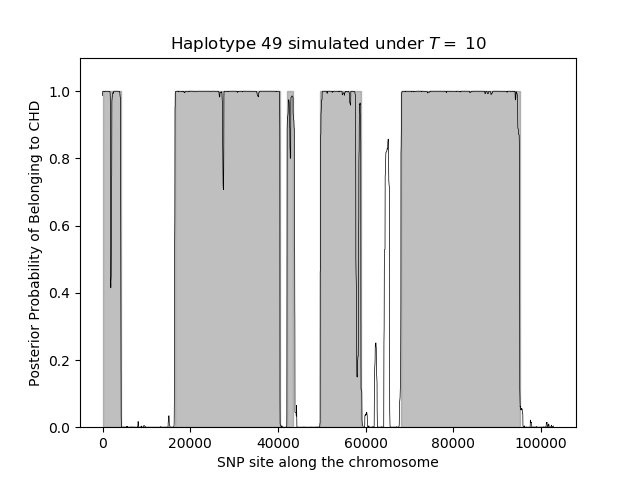 Haplotype 49 simulated under T = 10
Posterior Probability of Belonging to CHD
1.0
0.8
0.6
0.4
0.2
0.0
0 20000 40000 60000 80000 100000
SNP site along the chromosome